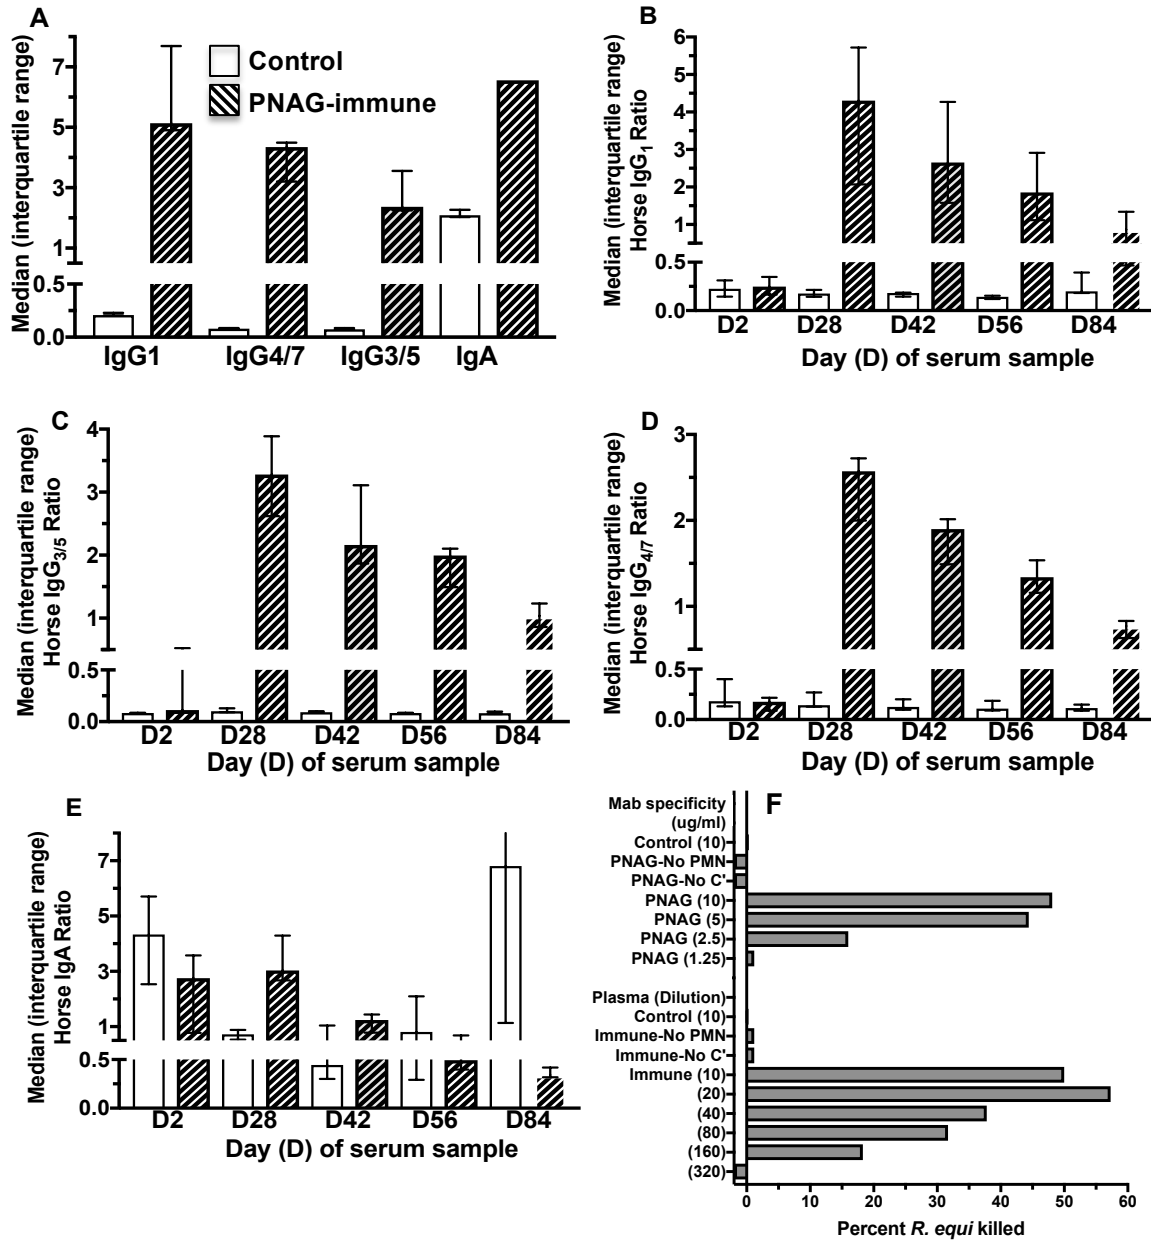 A
Median (interquartile range)
7
5
3
1
0.5
0.0
Control
PNAG-immune
IgG1
IgG4/7
IgG3/5
IgA
B
Median (interquartile range)
Horse IgG1 Ratio
6
5
4
3
2
1
0.5
0.0
D2
D28
D42
D56
D84
Day (D) of serum sample
C
Median (interquartile range)
Horse IgG3/5 Ratio
4
3
2
1
0.5
0.0
D2
D28
D42
D56
D84
Day (D) of serum sample
D
Median (interquartile range)
Horse IgG4/7 Ratio
3
2
1
0.5
0.0
D2
D28
D42
D56
D84
Day (D) of serum sample
E
Median (interquartile range)
Horse IgA Ratio
7
5
3
1
0.5
0.0
D2
D28
D42
D56
D84
Day (D) of serum sample
F
Mab specificity
(ug/ml)
Control (10)
PNAG-No PMN
PNAG-No C'
PNAG (10)
PNAG (5)
PNAG (2.5)
PNAG (1.25)
Plasma (Dilution)
Control (10)
Immune-No PMN
Immune-No C'
Immune (10)
(20)
(40)
(80)
(160)
(320)
0
10
20
30
40
50
60
Percent R. equi killed